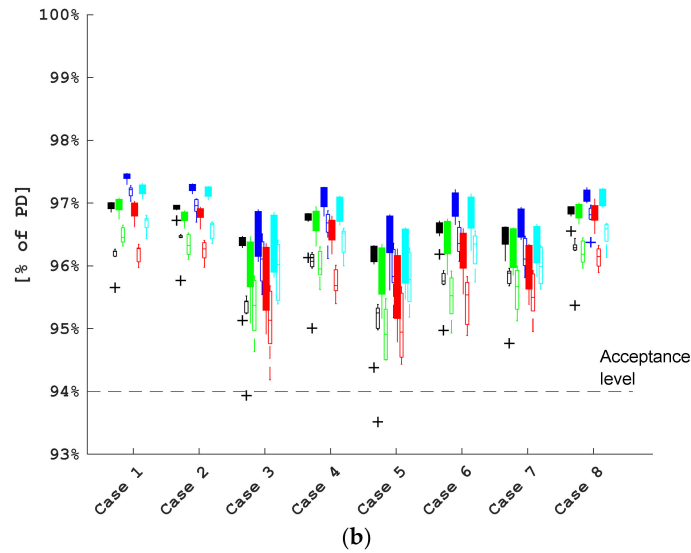 100%
99%
98%
97%
96%
95%
94%
93%
[% of PD]
Acceptance
level
Case 1
Case 2
Case 3
Case 4
Case 5
Case 6
Case 7
Case 8
(b)